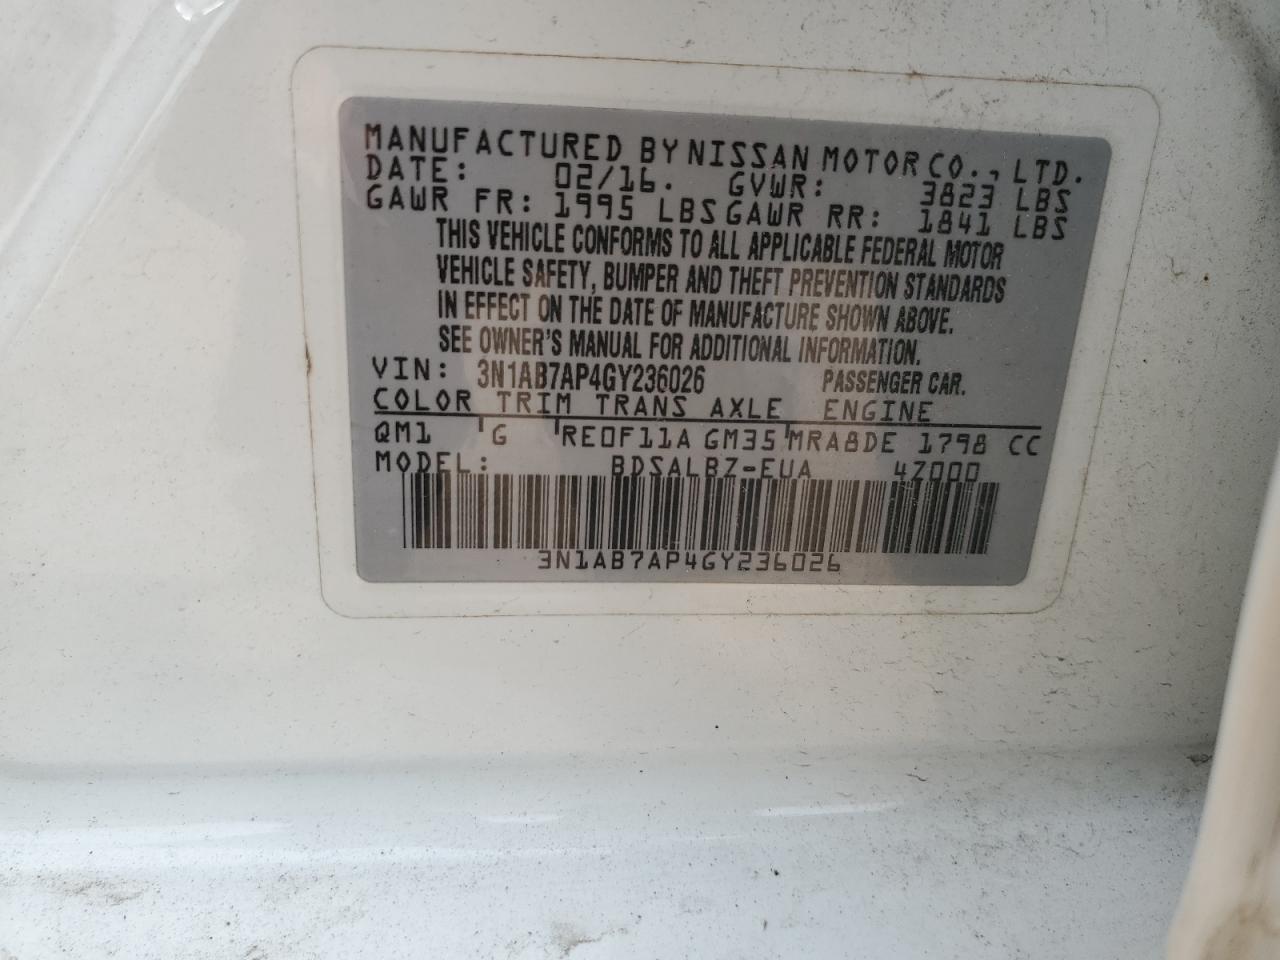 MANUFACTURED BY NISSAN MOTOR CO., LTD.
DATE: 02/16. GVWR: 3823 LBS
GAWR FR: 1995 LBS GAWR RR: 1841 LBS
THIS VEHICLE CONFORMS TO ALL APPLICABLE FEDERAL MOTOR
VEHICLE SAFETY, BUMPER AND THEFT PREVENTION STANDARDS
IN EFFECT ON THE DATE OF MANUFACTURE SHOWN ABOVE.
SEE OWNER'S MANUAL FOR ADDITIONAL INFORMATION.
VIN: 3N1AB7AP4GY236026 PASSENGER CAR.
COLOR TRIM TRANS AXLE ENGINE
QM1 G RE0F11A GM35 MRA8DE 1798 CC
MODEL: BDSALBZ-EUA 4Z000
3N1AB7AP4GY236026